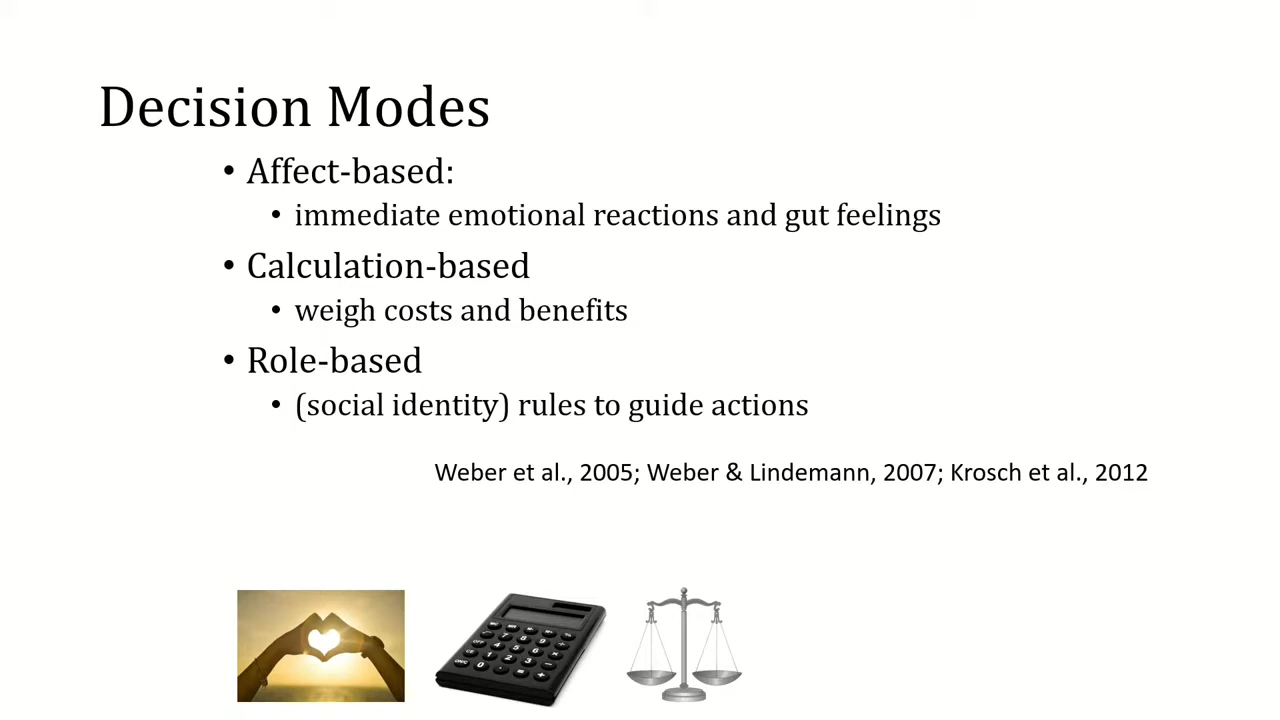 Decision Modes
• Affect-based:
• immediate emotional reactions and gut feelings
• Calculation-based
• weigh costs and benefits
• Role-based
• (social identity) rules to guide actions
Weber et al., 2005; Weber & Lindemann, 2007; Krosch et al., 2012